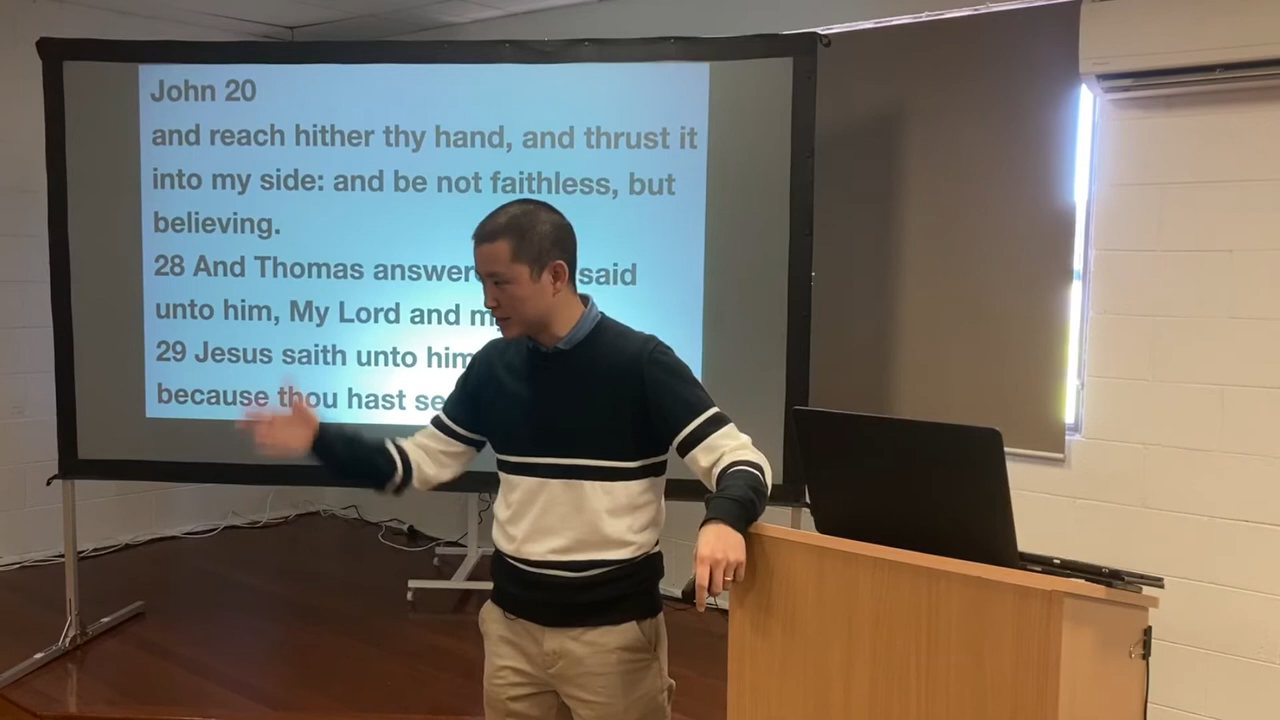 John 20
and reach hither thy hand, and thrust it
into my side: and be not faithless, but
believing.
28 And Thomas said
unto him, My Lord and
29 Jesus saith unto him
because thou hast